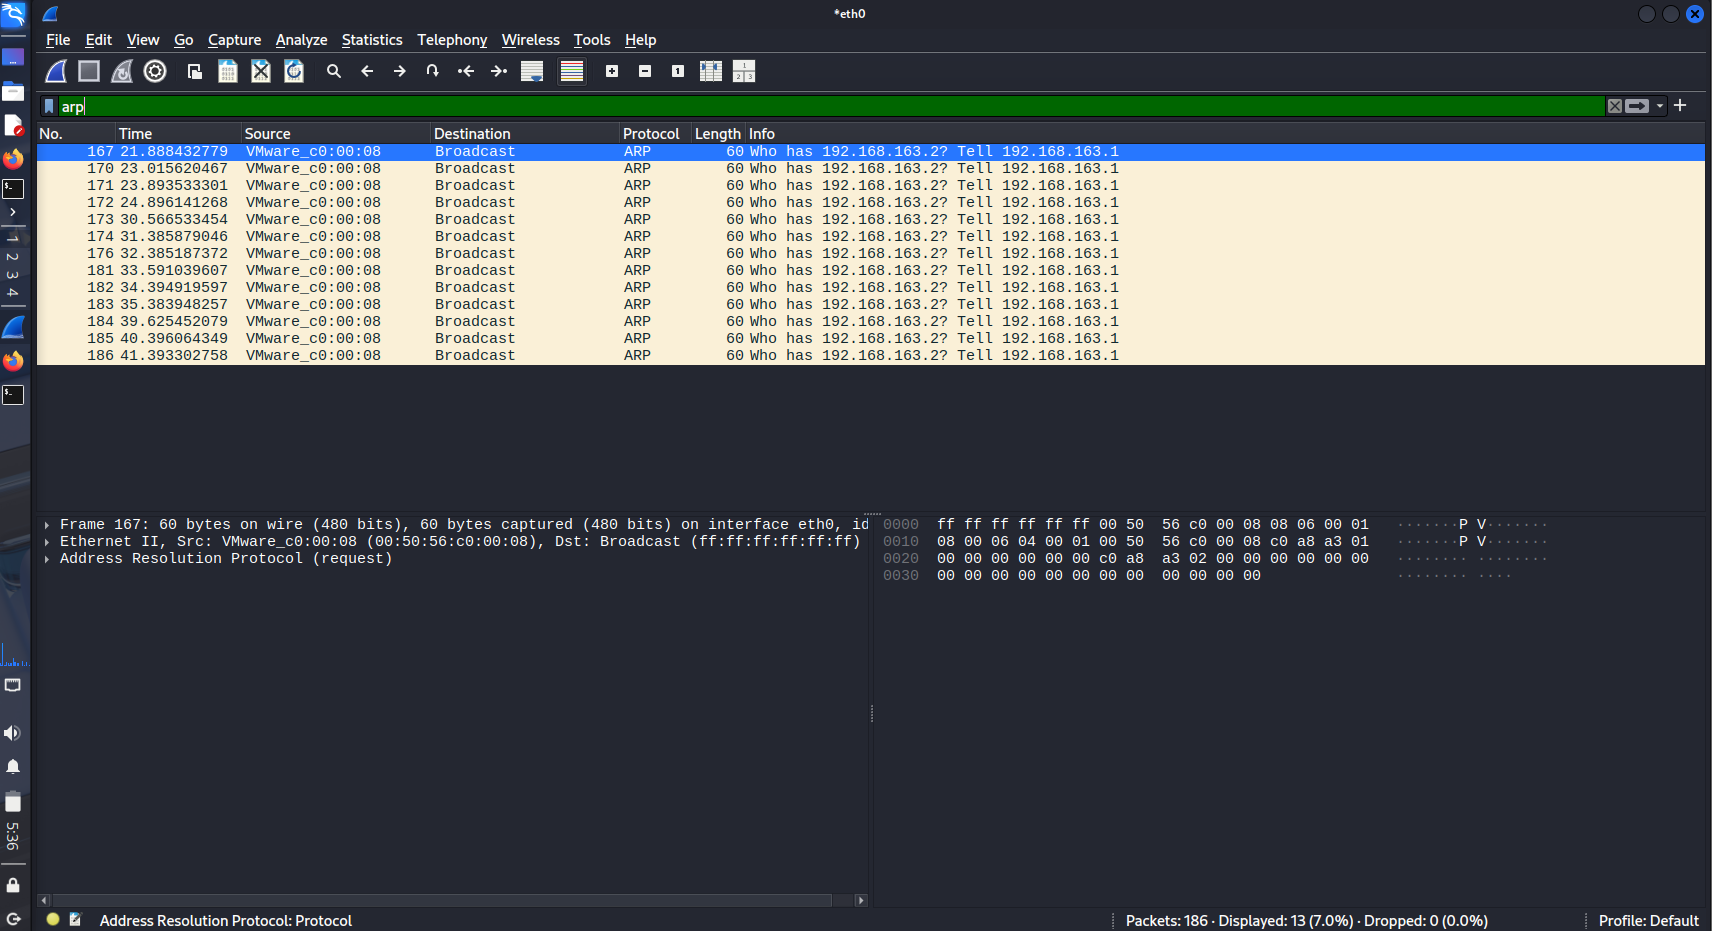 *eth0
File Edit View Go Capture Analyze Statistics Telephony Wireless Tools Help
arp
No. Time Source Destination Protocol Length Info
167 21.888432779 VMware_c0:00:08 Broadcast ARP 60 Who has 192.168.163.2? Tell 192.168.163.1
170 23.015620467 VMware_c0:00:08 Broadcast ARP 60 Who has 192.168.163.2? Tell 192.168.163.1
171 23.893533301 VMware_c0:00:08 Broadcast ARP 60 Who has 192.168.163.2? Tell 192.168.163.1
172 24.896141268 VMware_c0:00:08 Broadcast ARP 60 Who has 192.168.163.2? Tell 192.168.163.1
173 30.566533454 VMware_c0:00:08 Broadcast ARP 60 Who has 192.168.163.2? Tell 192.168.163.1
174 31.385879046 VMware_c0:00:08 Broadcast ARP 60 Who has 192.168.163.2? Tell 192.168.163.1
176 32.385187372 VMware_c0:00:08 Broadcast ARP 60 Who has 192.168.163.2? Tell 192.168.163.1
181 33.591039607 VMware_c0:00:08 Broadcast ARP 60 Who has 192.168.163.2? Tell 192.168.163.1
182 34.394919597 VMware_c0:00:08 Broadcast ARP 60 Who has 192.168.163.2? Tell 192.168.163.1
183 35.383948257 VMware_c0:00:08 Broadcast ARP 60 Who has 192.168.163.2? Tell 192.168.163.1
184 39.625452079 VMware_c0:00:08 Broadcast ARP 60 Who has 192.168.163.2? Tell 192.168.163.1
185 40.396064349 VMware_c0:00:08 Broadcast ARP 60 Who has 192.168.163.2? Tell 192.168.163.1
186 41.393302758 VMware_c0:00:08 Broadcast ARP 60 Who has 192.168.163.2? Tell 192.168.163.1
Frame 167: 60 bytes on wire (480 bits), 60 bytes captured (480 bits) on interface eth0, id
Ethernet II, Src: VMware_c0:00:08 (00:50:56:c0:00:08), Dst: Broadcast (ff:ff:ff:ff:ff:ff)
Address Resolution Protocol (request)
0000 ff ff ff ff ff ff 00 50 56 c0 00 08 08 06 00 01 ·······P V·······
0010 08 00 06 04 00 01 00 50 56 c0 00 08 c0 a8 a3 01 ·······P V·······
0020 00 00 00 00 00 00 c0 a8 a3 02 00 00 00 00 00 00 ········ ········
0030 00 00 00 00 00 00 00 00 00 00 00 00 ········ ····
1
2
3
4
5:36
Address Resolution Protocol: Protocol
Packets: 186 · Displayed: 13 (7.0%) · Dropped: 0 (0.0%)
Profile: Default